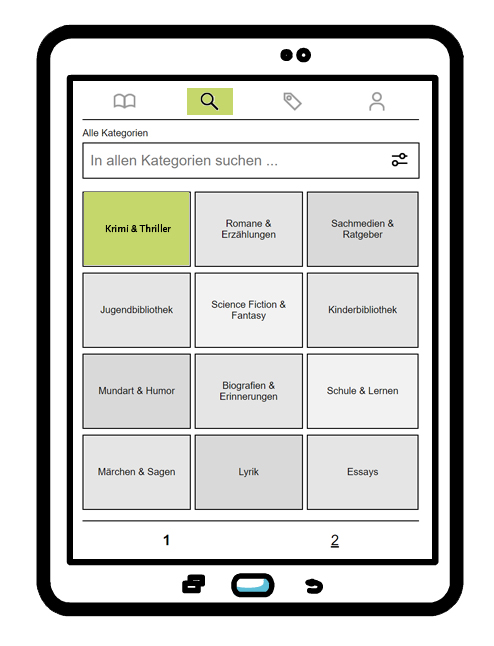 Alle Kategorien
In allen Kategorien suchen ...
Krimi & Thriller
Romane &
Erzählungen
Sachmedien &
Ratgeber
Jugendbibliothek
Science Fiction &
Fantasy
Kinderbibliothek
Mundart & Humor
Biografien &
Erinnerungen
Schule & Lernen
Märchen & Sagen
Lyrik
Essays
1
2